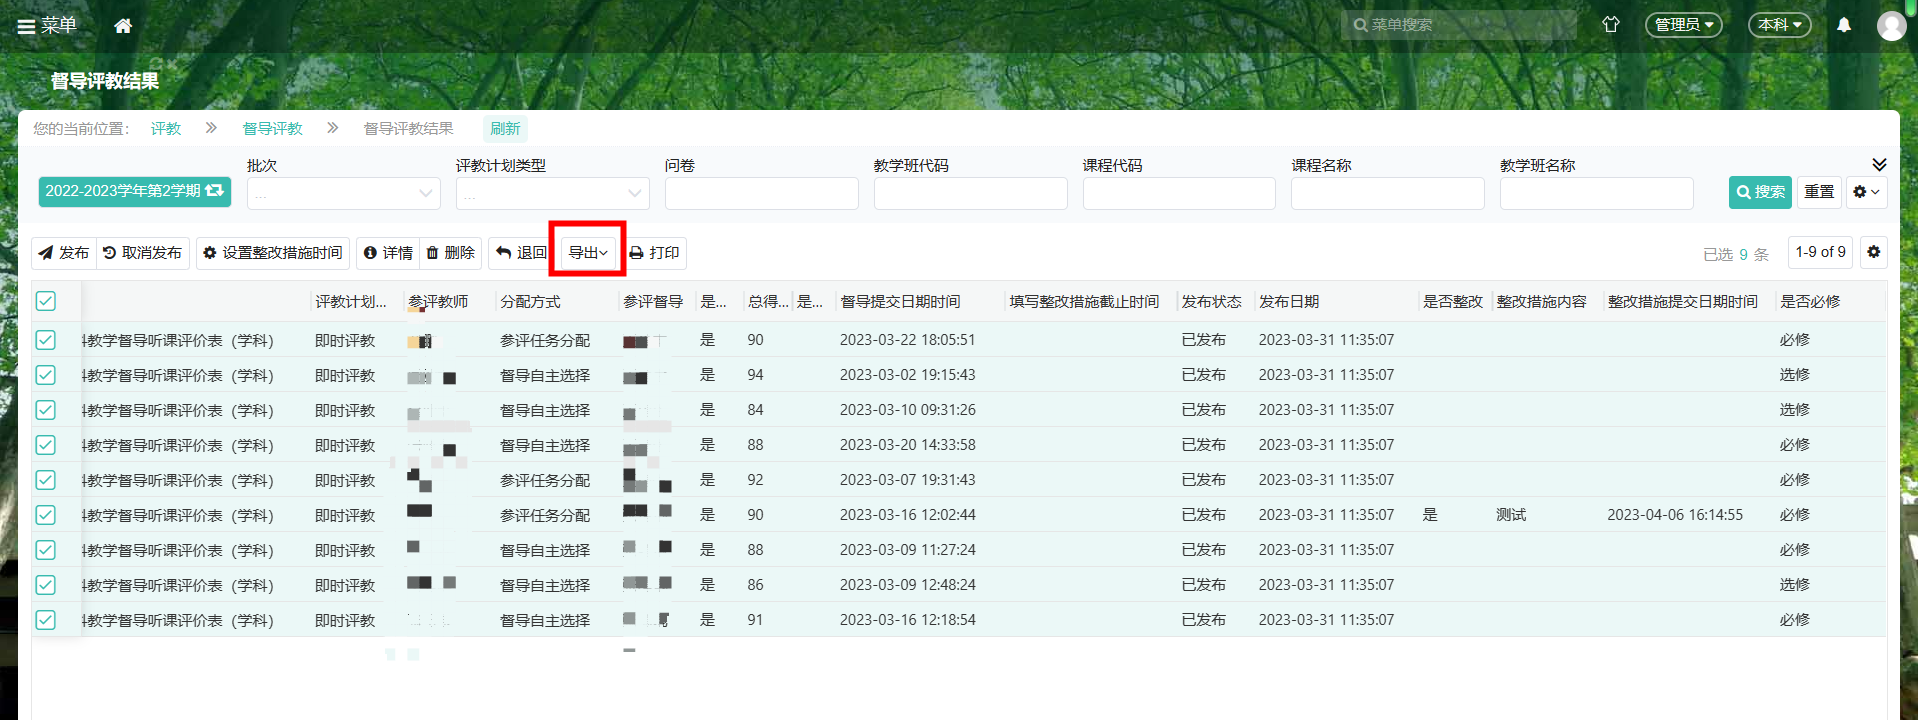 菜单
菜单搜索 管理员 本科
督导评教结果
您的当前位置： 评教 督导评教 督导评教结果 刷新
批次 评教计划类型 问卷 教学班代码 课程代码 课程名称 教学班名称
2022-2023学年第2学期 ... ... 搜索 重置
发布 取消发布 设置整改措施时间 详情 删除 退回 导出 打印 已选 9 条 1-9 of 9
评教计划... 参评教师 分配方式 参评督导 是... 总得... 是... 督导提交日期时间 填写整改措施截止时间 发布状态 发布日期 是否整改 整改措施内容 整改措施提交日期时间 是否必修
教学督导听课评价表（学科） 即时评教 参评任务分配 是 90 2023-03-22 18:05:51 已发布 2023-03-31 11:35:07 必修
教学督导听课评价表（学科） 即时评教 督导自主选择 是 94 2023-03-02 19:15:43 已发布 2023-03-31 11:35:07 选修
教学督导听课评价表（学科） 即时评教 督导自主选择 是 84 2023-03-10 09:31:26 已发布 2023-03-31 11:35:07 选修
教学督导听课评价表（学科） 即时评教 督导自主选择 是 88 2023-03-20 14:33:58 已发布 2023-03-31 11:35:07 必修
教学督导听课评价表（学科） 即时评教 参评任务分配 是 92 2023-03-07 19:31:43 已发布 2023-03-31 11:35:07 必修
教学督导听课评价表（学科） 即时评教 参评任务分配 是 90 2023-03-16 12:02:44 已发布 2023-03-31 11:35:07 是 测试 2023-04-06 16:14:55 必修
教学督导听课评价表（学科） 即时评教 督导自主选择 是 88 2023-03-09 11:27:24 已发布 2023-03-31 11:35:07 必修
教学督导听课评价表（学科） 即时评教 督导自主选择 是 86 2023-03-09 12:48:24 已发布 2023-03-31 11:35:07 选修
教学督导听课评价表（学科） 即时评教 督导自主选择 是 91 2023-03-16 12:18:54 已发布 2023-03-31 11:35:07 必修